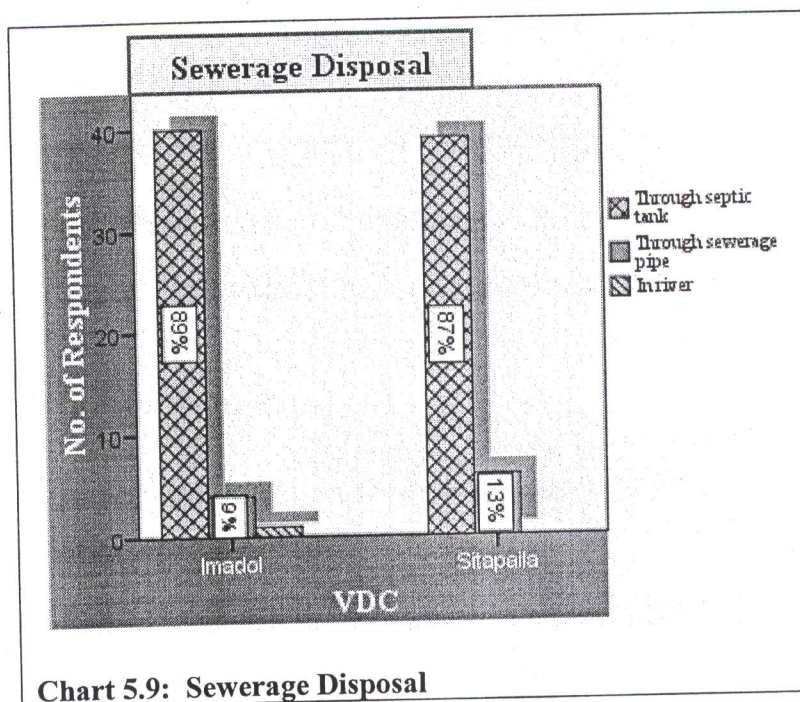 Sewerage Disposal
No. of Respondents
40
30
20
10
0
89%
9%
87%
13%
Imadol
Sitapaila
VDC
Through septic
tank
Through sewerage
pipe
In river
Chart 5.9: Sewerage Disposal